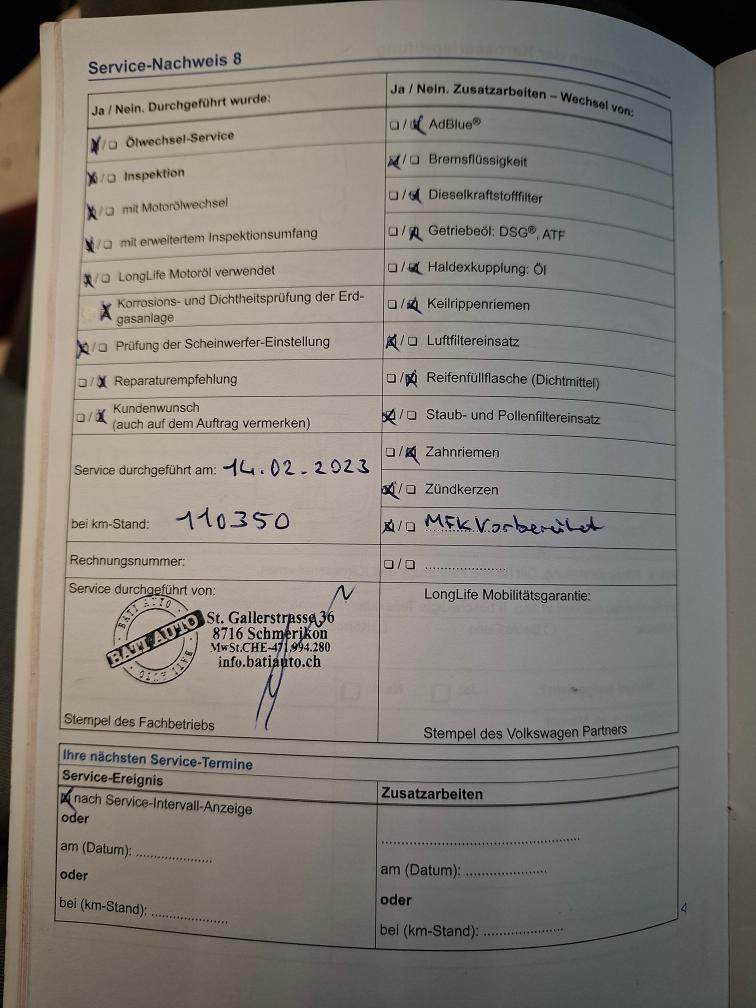 Service-Nachweis 8
Ja / Nein. Durchgeführt wurde:
Ölwechsel-Service
Inspektion
mit Motorölwechsel
mit erweitertem Inspektionsumfang
LongLife Motoröl verwendet
Korrosions- und Dichtheitsprüfung der Erd-
gasanlage
Prüfung der Scheinwerfer-Einstellung
Reparaturempfehlung
Kundenwunsch
(auch auf dem Auftrag vermerken)
Service durchgeführt am: 14.02.2023
bei km-Stand: 110350
Rechnungsnummer:
Service durchgeführt von:
BATI AUTO
BATI AUTO
BATI AUTO
St. Gallerstrasse 36
8716 Schmerikon
MwSt.CHE-471.994.280
info.batiauto.ch
Stempel des Fachbetriebs
Ja / Nein. Zusatzarbeiten – Wechsel von:
AdBlue®
Bremsflüssigkeit
Dieselkraftstofffilter
Getriebeöl: DSG®, ATF
Haldexkupplung: Öl
Keilrippenriemen
Luftfiltereinsatz
Reifenfüllflasche (Dichtmittel)
Staub- und Pollenfiltereinsatz
Zahnriemen
Zündkerzen
MFK Vorbereitet
LongLife Mobilitätsgarantie:
Stempel des Volkswagen Partners
Ihre nächsten Service-Termine
Service-Ereignis
nach Service-Intervall-Anzeige
oder
am (Datum): ....................
oder
bei (km-Stand): ....................
Zusatzarbeiten
am (Datum): ....................
oder
bei (km-Stand): ....................